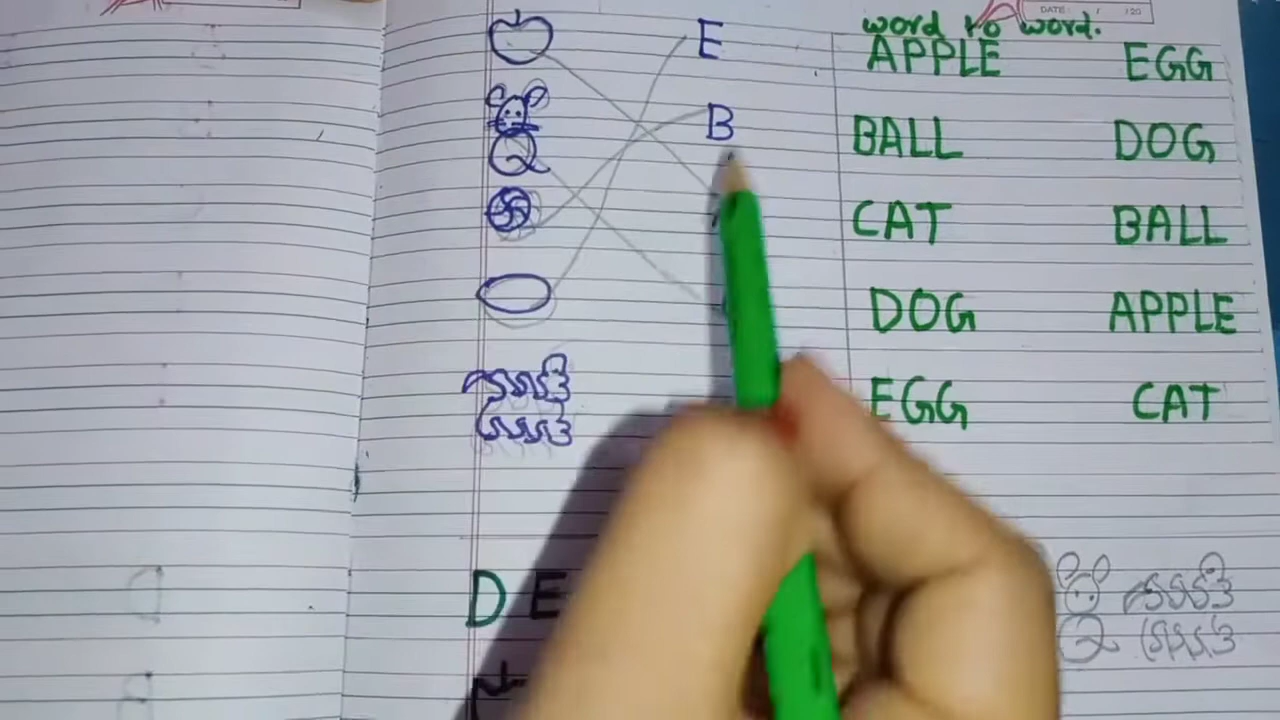 DATE: / /20
word to word.
E APPLE EGG
B BALL DOG
CAT BALL
DOG APPLE
EGG CAT
D E